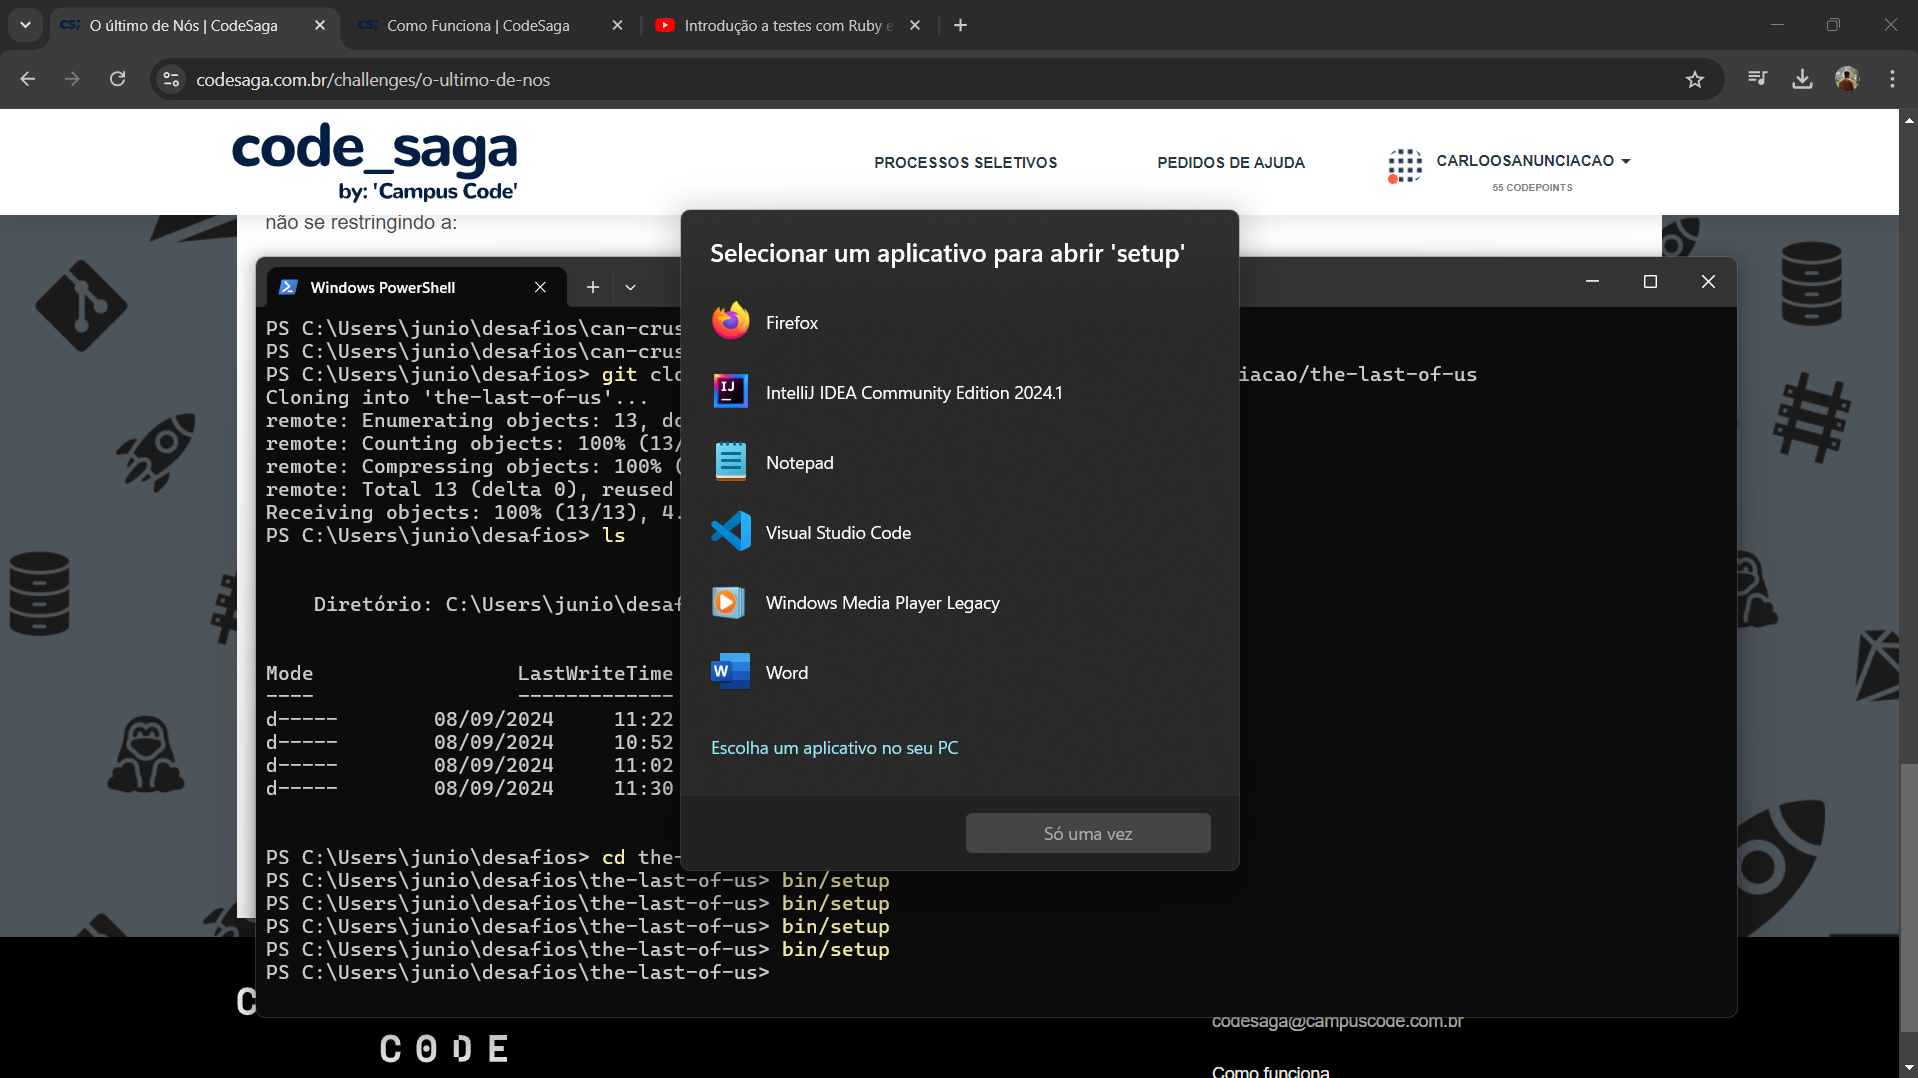 O último de Nós | CodeSaga
Como Funciona | CodeSaga
Introdução a testes com Ruby e
codesaga.com.br/challenges/o-ultimo-de-nos
code_saga
by: 'Campus Code'
PROCESSOS SELETIVOS
PEDIDOS DE AJUDA
CARLOOSANUNCIACAO
55 CODEPOINTS
não se restringindo a:
Windows PowerShell
PS C:\Users\junio\desafios\can-crus
PS C:\Users\junio\desafios\can-crus
PS C:\Users\junio\desafios> git clo
iacao/the-last-of-us
Cloning into 'the-last-of-us'...
remote: Enumerating objects: 13, do
remote: Counting objects: 100% (13/
remote: Compressing objects: 100% (
remote: Total 13 (delta 0), reused
Receiving objects: 100% (13/13), 4.
PS C:\Users\junio\desafios> ls
Diretório: C:\Users\junio\desaf
Mode LastWriteTime
---- -------------
d----- 08/09/2024 11:22
d----- 08/09/2024 10:52
d----- 08/09/2024 11:02
d----- 08/09/2024 11:30
PS C:\Users\junio\desafios> cd the-
PS C:\Users\junio\desafios\the-last-of-us> bin/setup
PS C:\Users\junio\desafios\the-last-of-us> bin/setup
PS C:\Users\junio\desafios\the-last-of-us> bin/setup
PS C:\Users\junio\desafios\the-last-of-us> bin/setup
PS C:\Users\junio\desafios\the-last-of-us>
Selecionar um aplicativo para abrir 'setup'
Firefox
IntelliJ IDEA Community Edition 2024.1
Notepad
Visual Studio Code
Windows Media Player Legacy
Word
Escolha um aplicativo no seu PC
Só uma vez
C
CODE
codesaga@campuscode.com.br
Como funciona